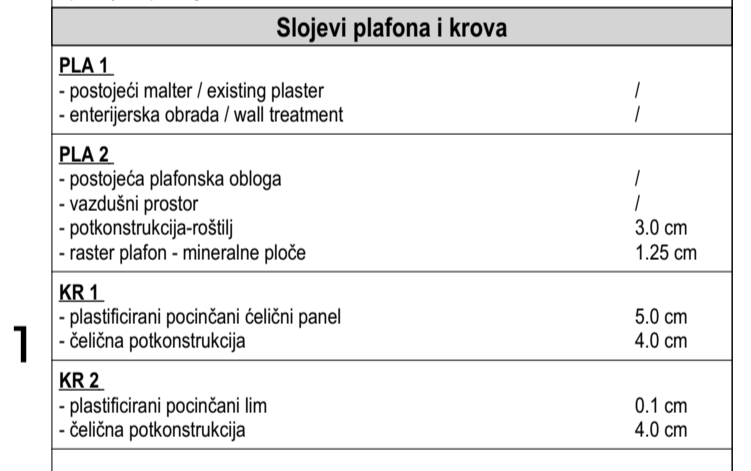 Slojevi plafona i krova
PLA 1
- postojeći malter / existing plaster /
- enterijerska obrada / wall treatment /
PLA 2
- postojeća plafonska obloga /
- vazdušni prostor /
- potkonstrukcija-roštilj 3.0 cm
- raster plafon - mineralne ploče 1.25 cm
KR 1
- plastificirani pocinčani ćelični panel 5.0 cm
- čelična potkonstrukcija 4.0 cm
1
KR 2
- plastificirani pocinčani lim 0.1 cm
- čelična potkonstrukcija 4.0 cm